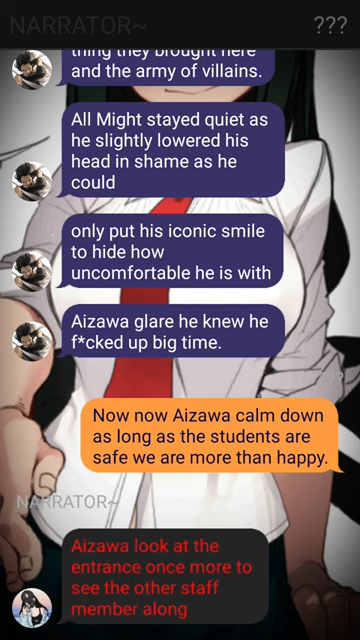 NARRATOR~ ???
thing they brought here
and the army of villains.
All Might stayed quiet as
he slightly lowered his
head in shame as he
could
only put his iconic smile
to hide how
uncomfortable he is with
Aizawa glare he knew he
f*cked up big time.
?
Now now Aizawa calm down
as long as the students are
safe we are more than happy.
NARRATOR~
Aizawa look at the
entrance once more to
see the other staff
member along